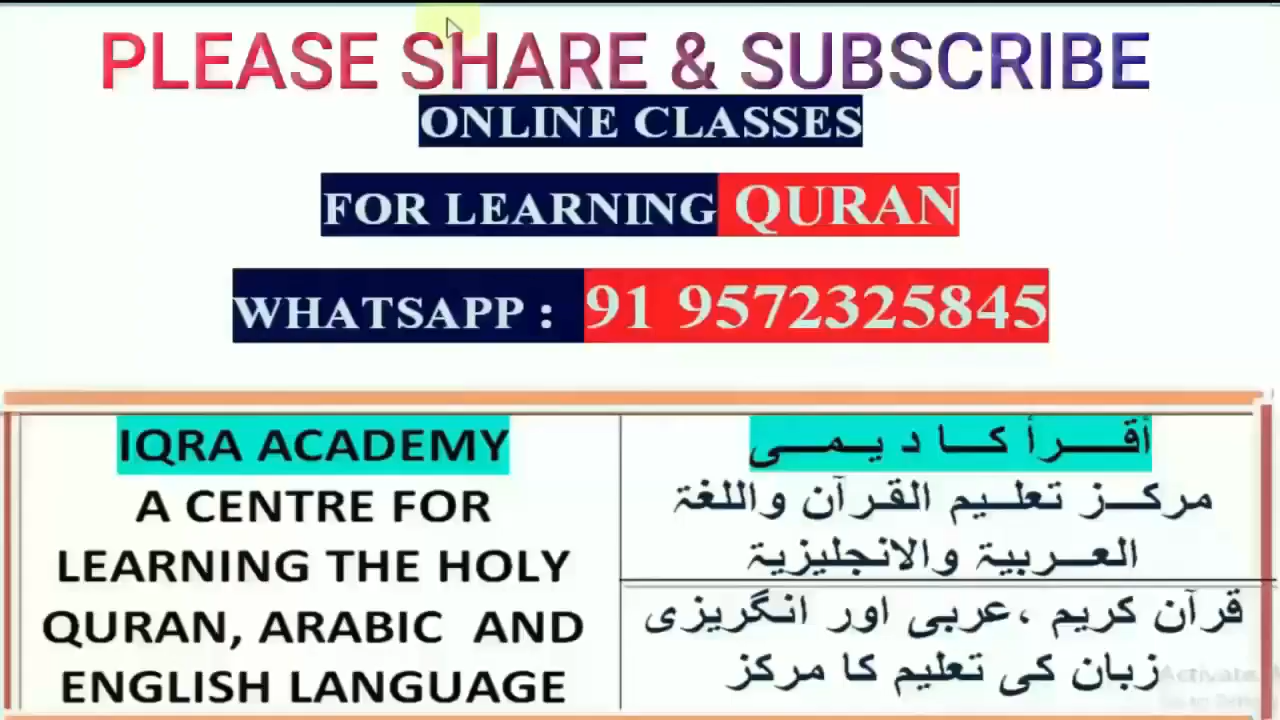 PLEASE SHARE & SUBSCRIBE
ONLINE CLASSES
FOR LEARNING QURAN
WHATSAPP : 91 9572325845
IQRA ACADEMY
A CENTRE FOR
LEARNING THE HOLY
QURAN, ARABIC AND
ENGLISH LANGUAGE
أقـــرأ كـــا د يـمــى
مركــز تعلـيم القـرآن واللغة
العــربية والانجليزية
قرآن کریم ،عربی اور انگریزی
زبان کی تعلیم کا مرکز
Activate